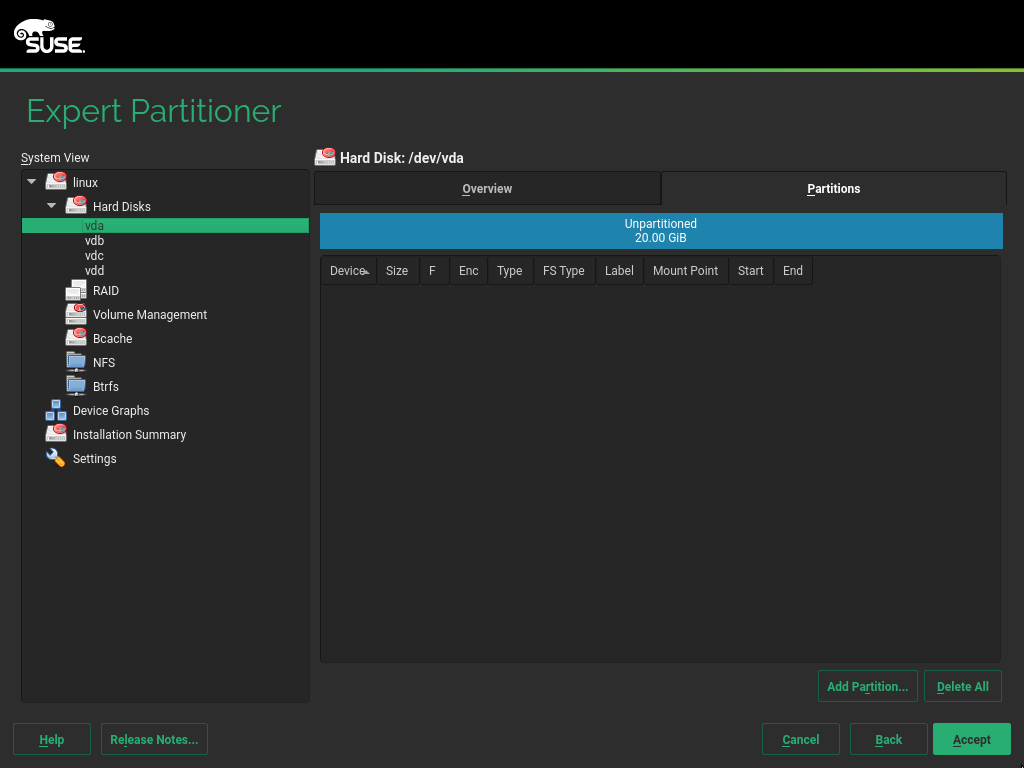 SUSE.
Expert Partitioner
System View
linux
Hard Disks
vda
vdb
vdc
vdd
RAID
Volume Management
Bcache
NFS
Btrfs
Device Graphs
Installation Summary
Settings
Hard Disk: /dev/vda
Overview Partitions
Unpartitioned
20.00 GiB
Device Size F Enc Type FS Type Label Mount Point Start End
Add Partition... Delete All
Help Release Notes... Cancel Back Accept